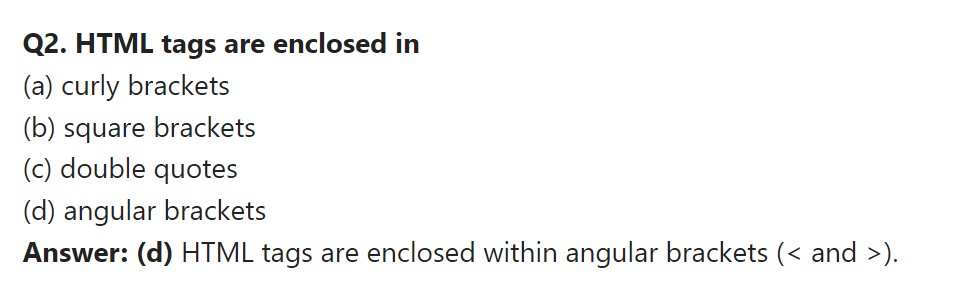 Q2. HTML tags are enclosed in
(a) curly brackets
(b) square brackets
(c) double quotes
(d) angular brackets
Answer: (d) HTML tags are enclosed within angular brackets (< and >).